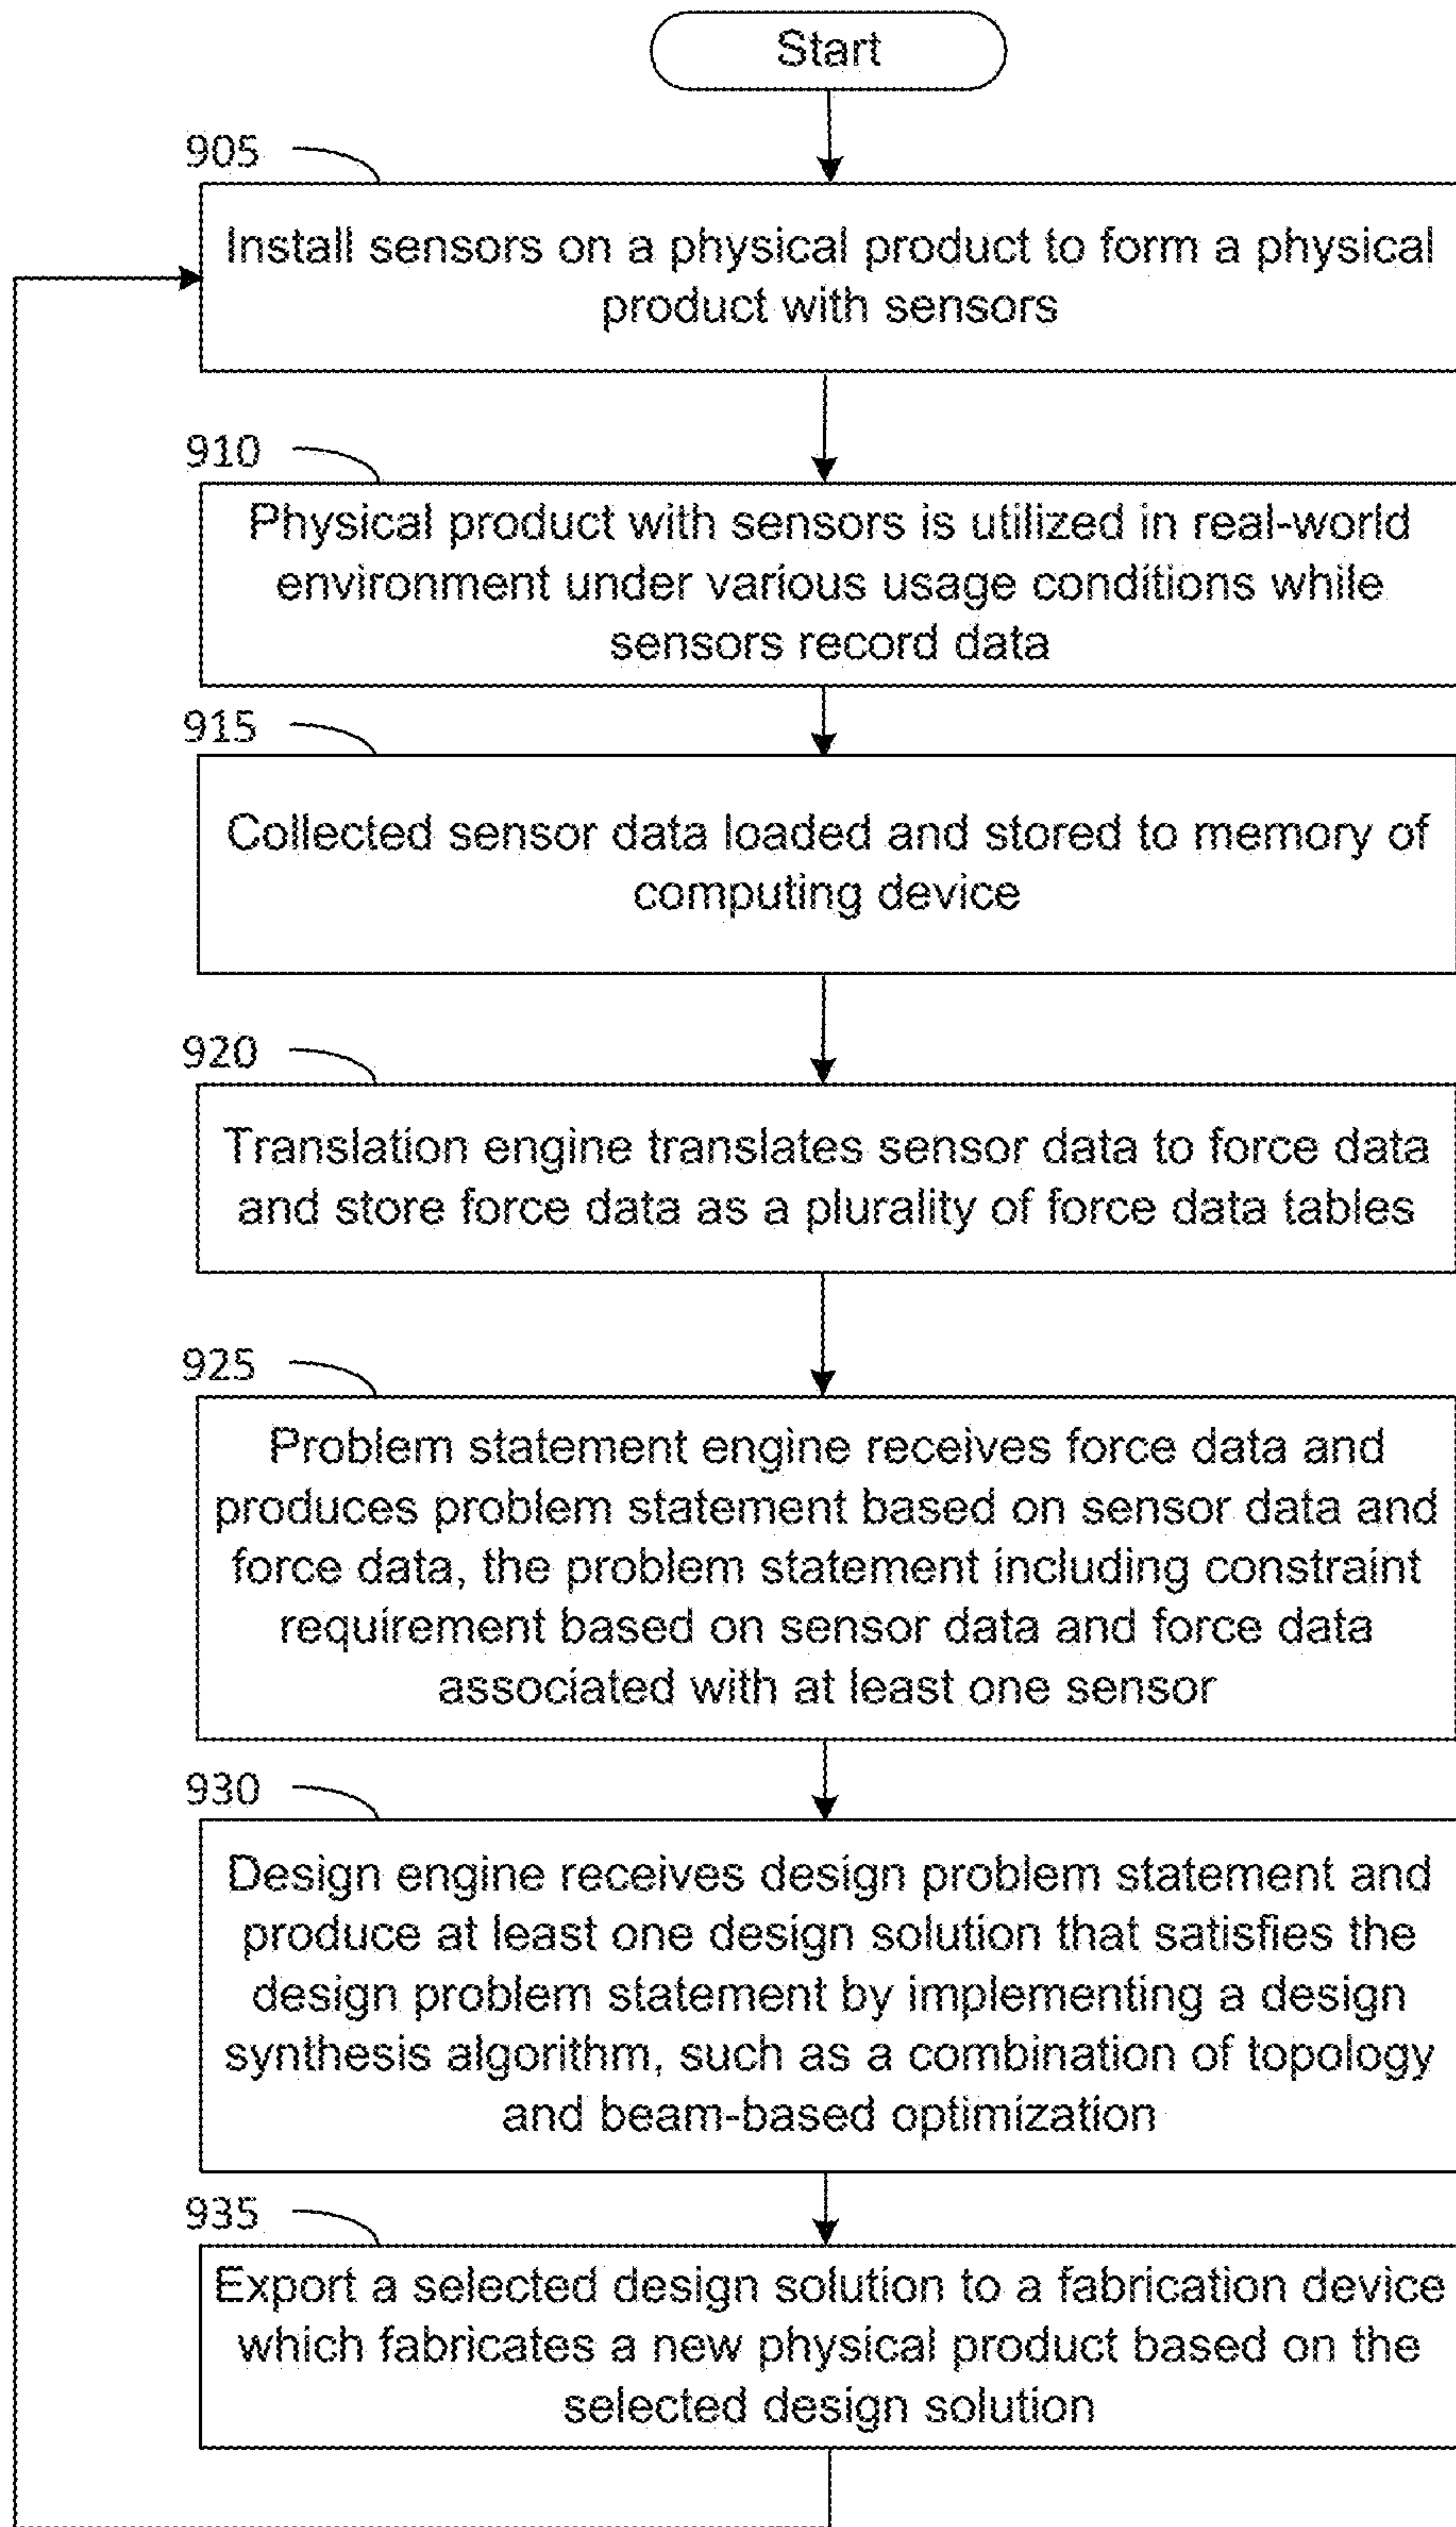 Start
905
Install sensors on a physical product to form a physical
product with sensors
910
Physical product with sensors is utilized in real-world
environment under various usage conditions while
sensors record data
915
Collected sensor data loaded and stored to memory of
computing device
920
Translation engine translates sensor data to force data
and store force data as a plurality of force data tables
925
Problem statement engine receives force data and
produces problem statement based on sensor data and
force data, the problem statement including constraint
requirement based on sensor data and force data
associated with at least one sensor
930
Design engine receives design problem statement and
produce at least one design solution that satisfies the
design problem statement by implementing a design
synthesis algorithm, such as a combination of topology
and beam-based optimization
935
Export a selected design solution to a fabrication device
which fabricates a new physical product based on the
selected design solution